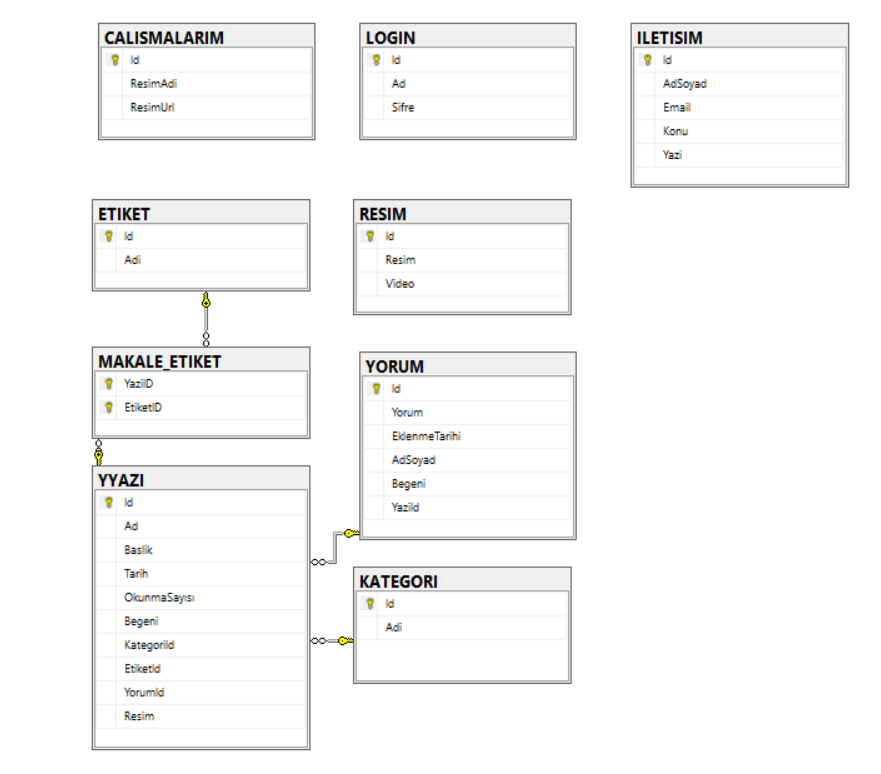 CALISMALARIM
Id
ResimAdi
ResimUrl
LOGIN
Id
Ad
Sifre
ILETISIM
Id
AdSoyad
Email
Konu
Yazi
ETIKET
Id
Adi
RESIM
Id
Resim
Video
MAKALE_ETIKET
YaziID
EtiketID
YORUM
Id
Yorum
EklenmeTarihi
AdSoyad
Begeni
YaziId
YYAZI
Id
Ad
Baslik
Tarih
OkunmaSayısı
Begeni
KategoriId
EtiketId
YorumId
Resim
KATEGORI
Id
Adi